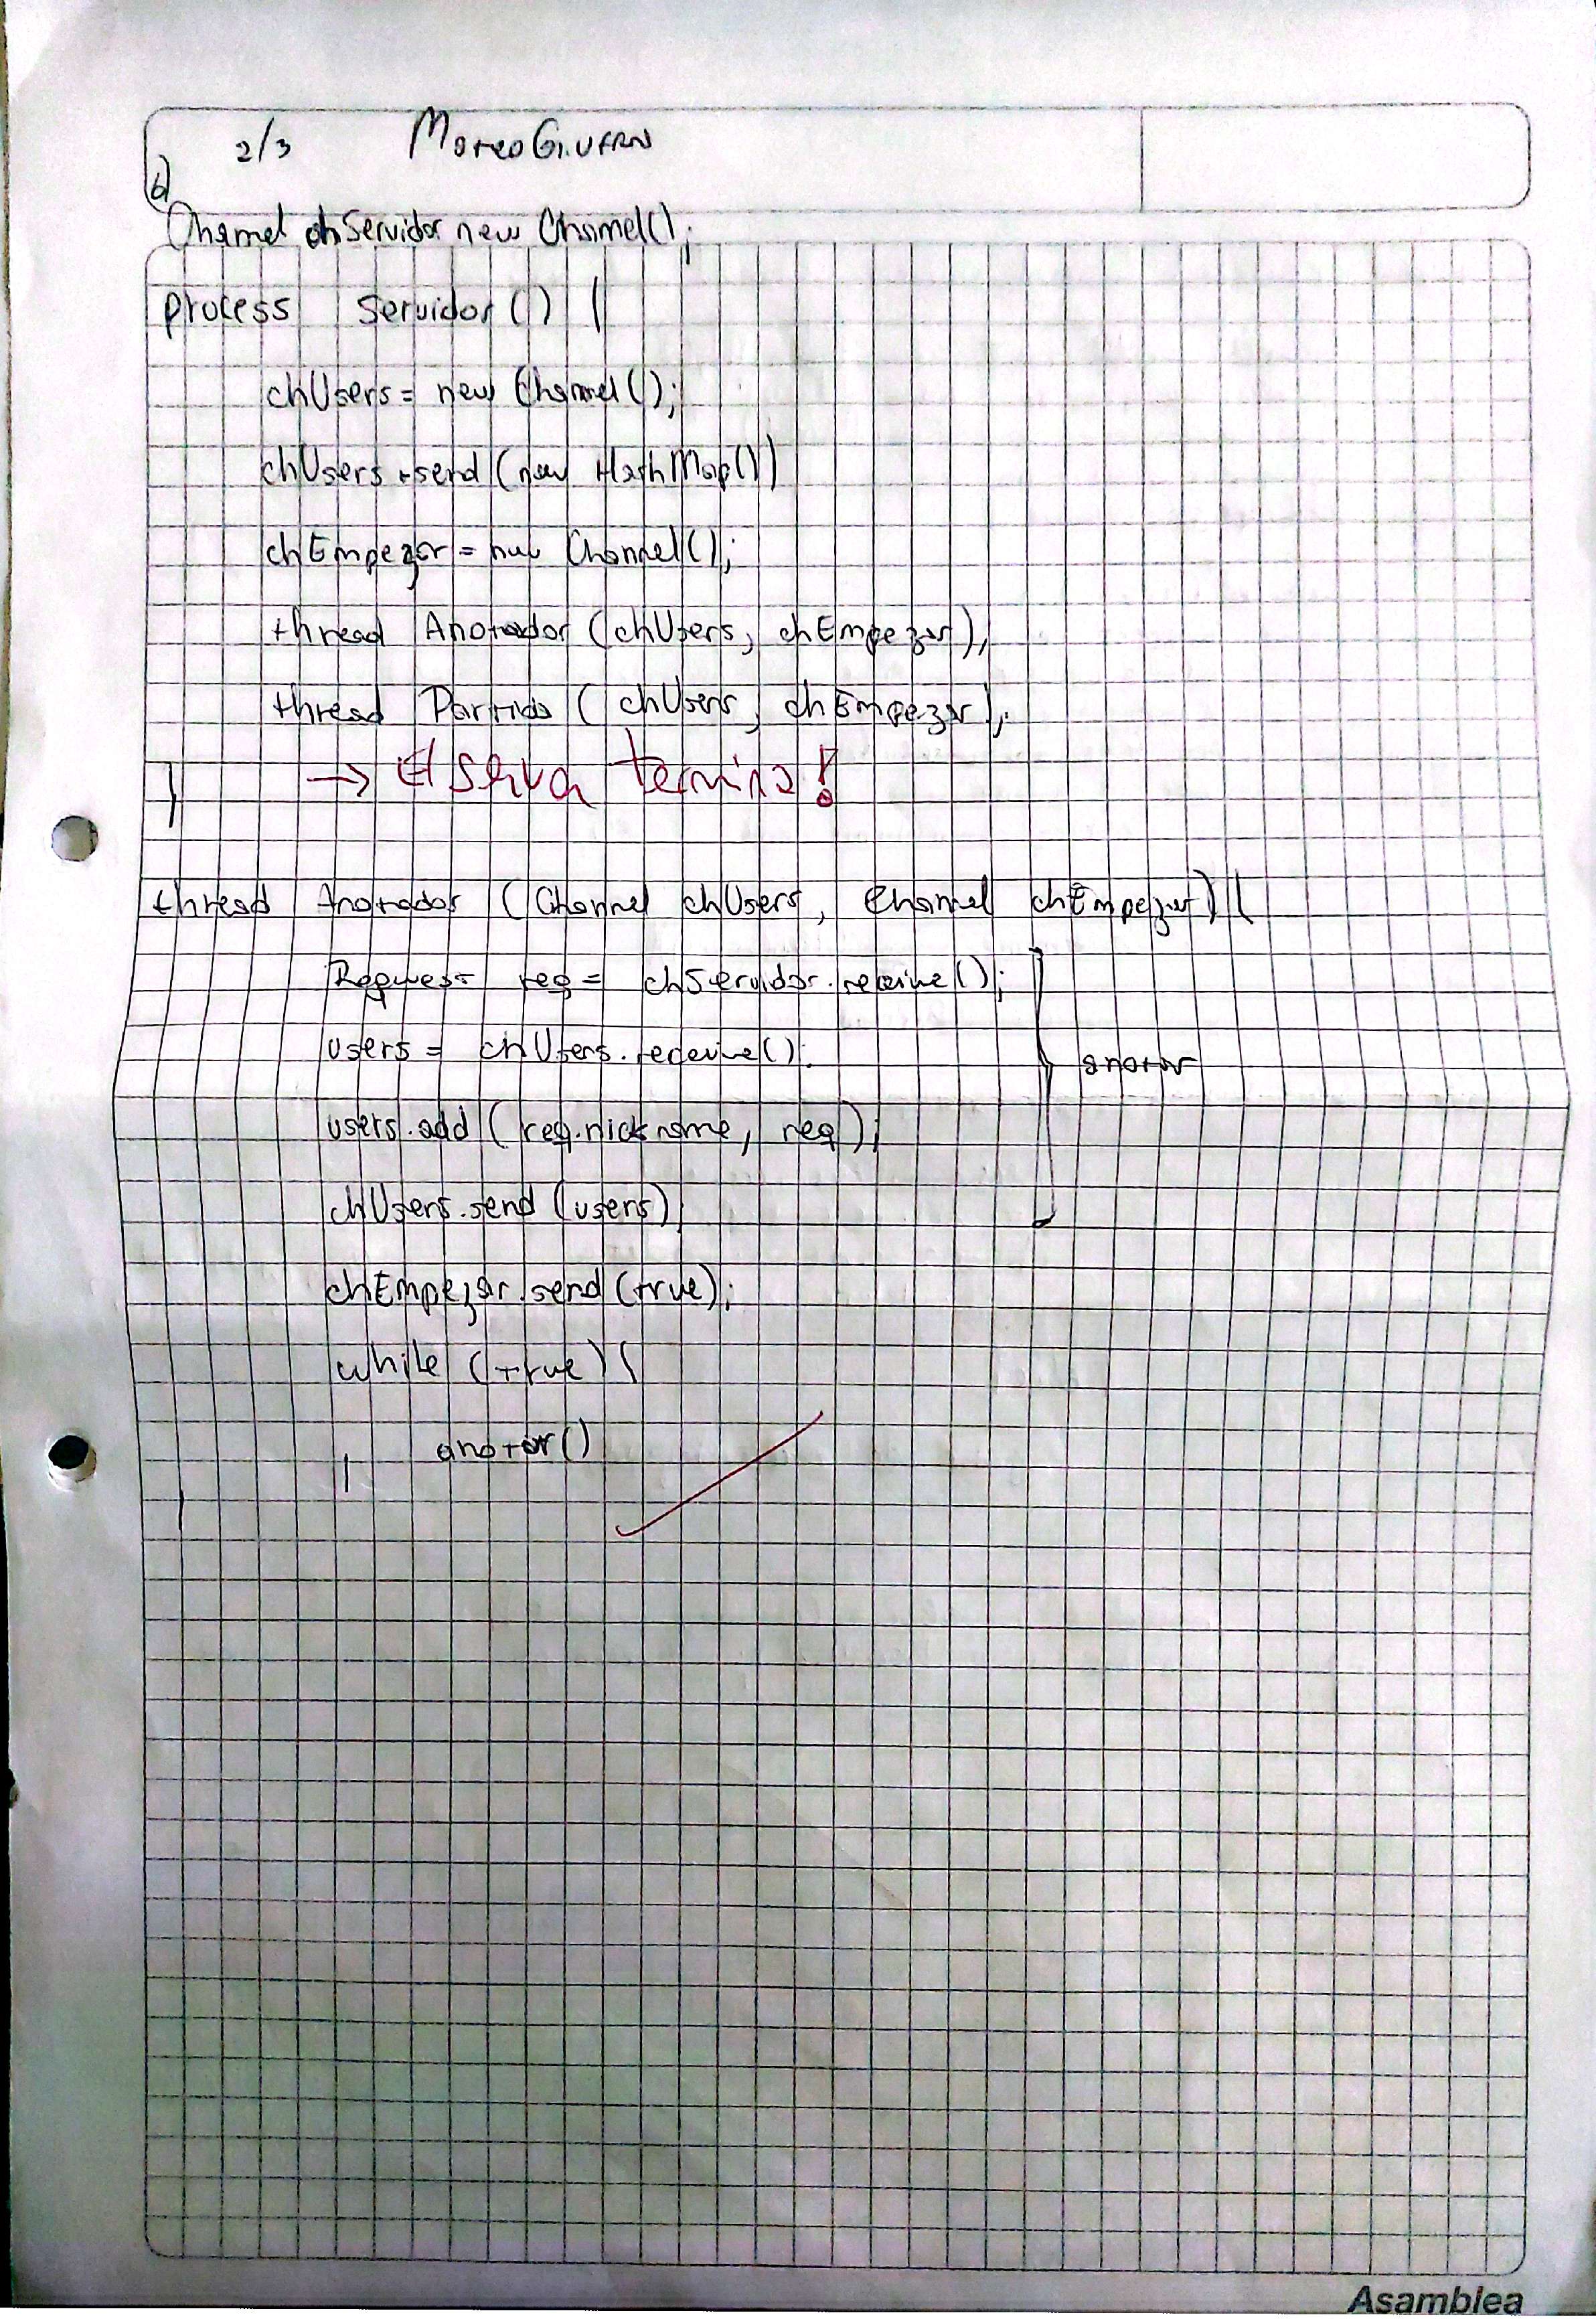 2/3 Mateo Giuffra
b)
Channel chServidor new Channel();
process Servidor() {
chUsers = new Channel();
chUsers.send(new HashMap())
chEmpezar = new Channel();
thread Anotador (chUsers, chEmpezar);
thread Partida (chUsers, chEmpezar);
→ El server termina!
}
thread Anotador (Channel chUsers, Channel chEmpezar) {
Request req = chServidor.receive();
users = chUsers.receive();
anotar
users.add(req.nickname, req);
chUsers.send(users);
chEmpezar.send(true);
while (true) {
anotar()
}
}
Asamblea